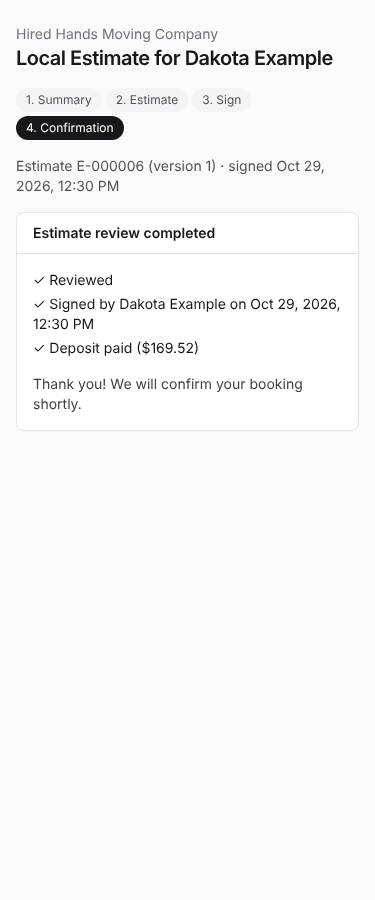 Hired Hands Moving Company
Local Estimate for Dakota Example
1. Summary
2. Estimate
3. Sign
4. Confirmation
Estimate E-000006 (version 1) · signed Oct 29,
2026, 12:30 PM
Estimate review completed
✓ Reviewed
✓ Signed by Dakota Example on Oct 29, 2026,
12:30 PM
✓ Deposit paid ($169.52)
Thank you! We will confirm your booking
shortly.